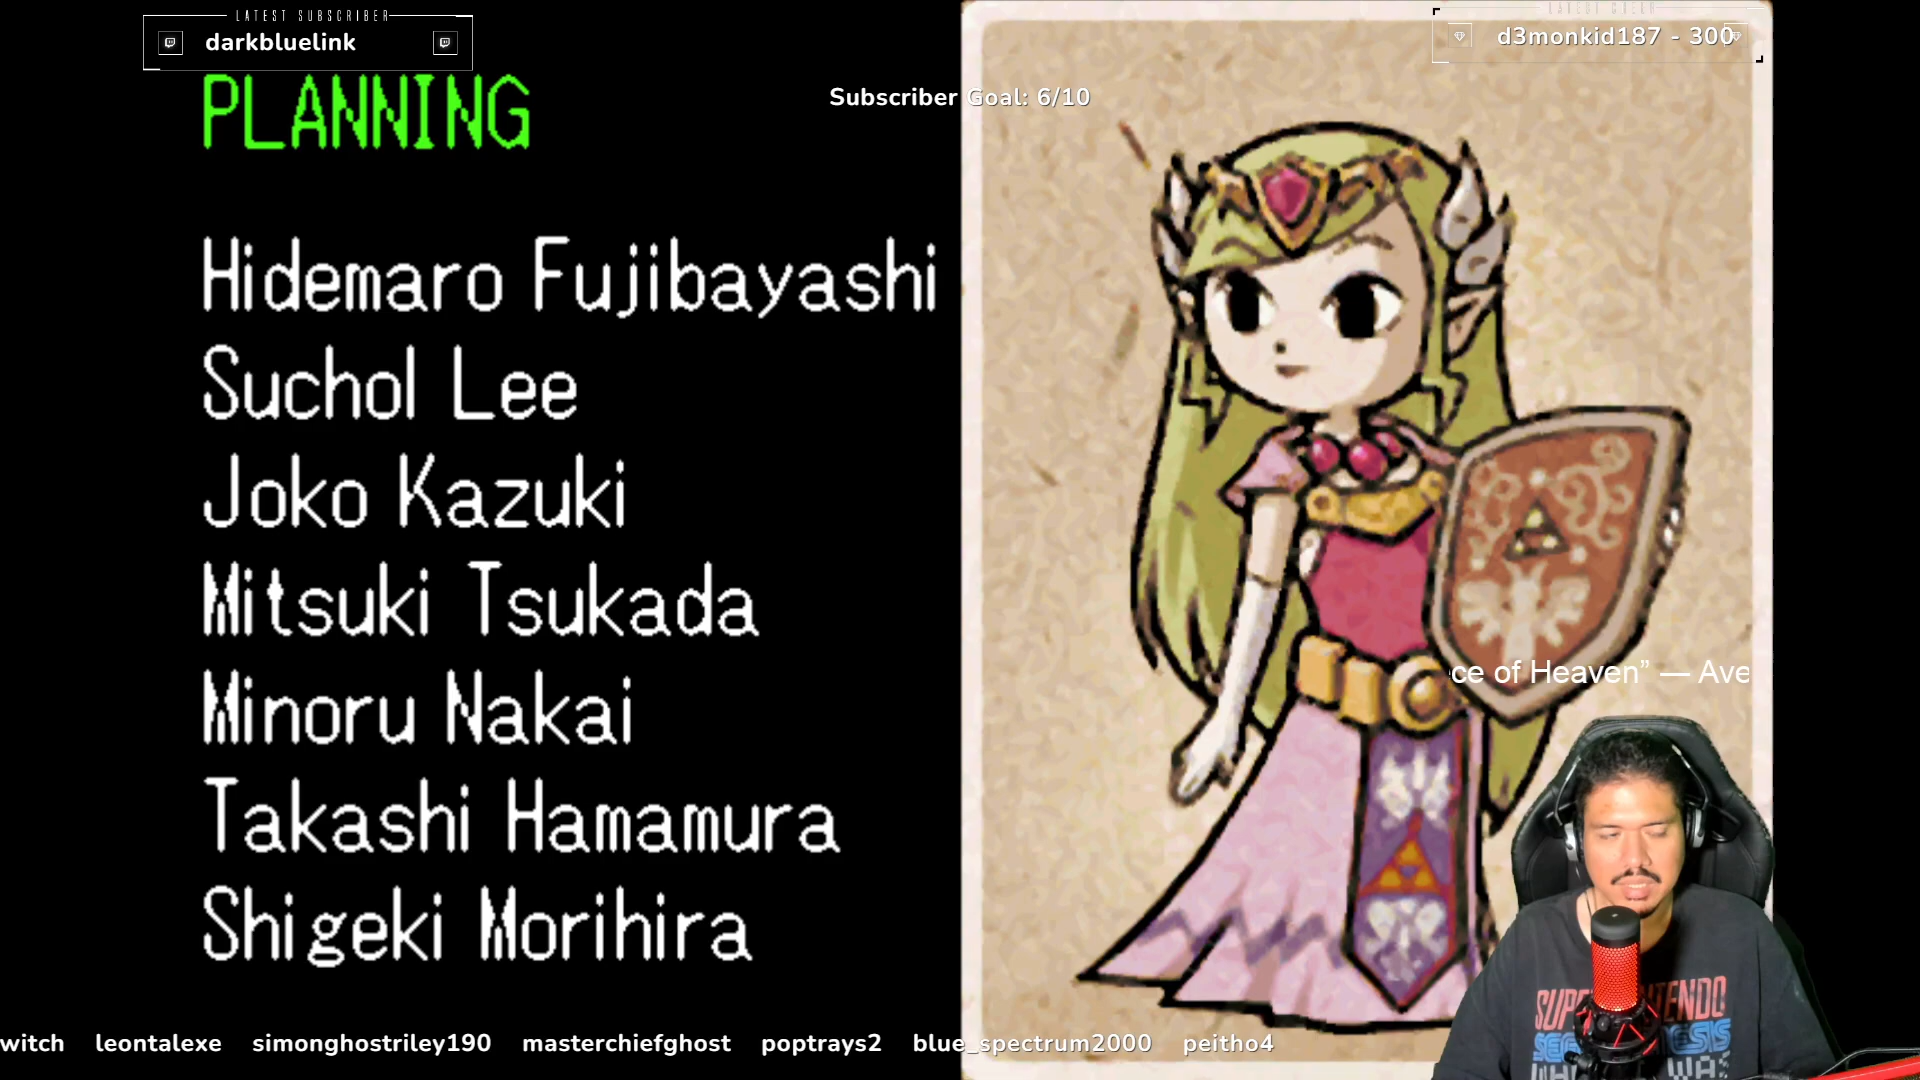 LATEST SUBSCRIBER
darkbluelink
d3monkid187 - 300
Subscriber Goal: 6/10
PLANNING
Hidemaro Fujibayashi
Suchol Lee
Joko Kazuki
Mitsuki Tsukada
Minoru Nakai
Takashi Hamamura
Shigeki Morihira
ce of Heaven” — Ave
witch leontalexe simonghostriley190 masterchiefghost poptrays2 blue_spectrum2000 peitho4